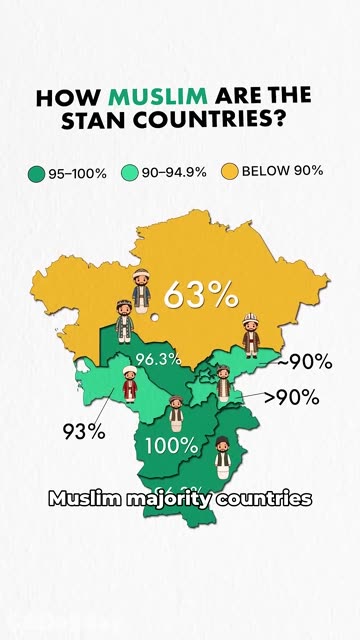 HOW MUSLIM ARE THE
STAN COUNTRIES?
95–100% 90–94.9% BELOW 90%
63%
96.3%
~90%
>90%
93%
100%
Muslim majority countries